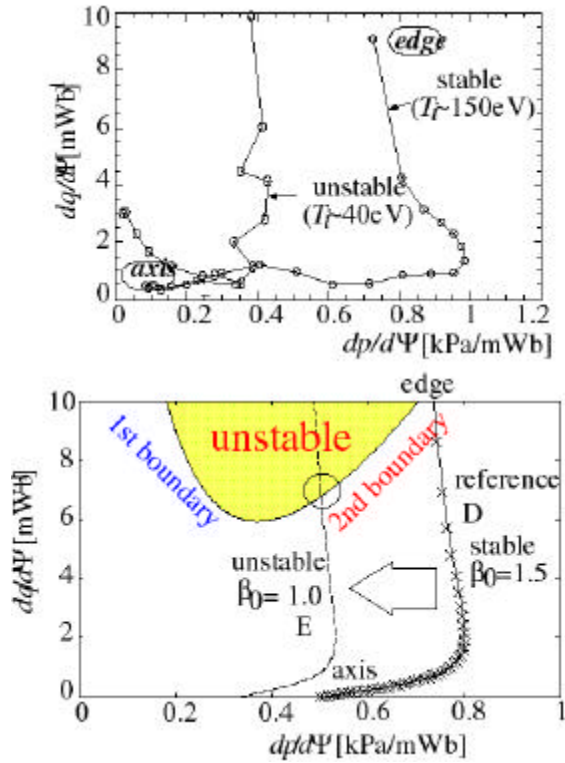 10
8
6
4
2
0
dq/dΨ[mWb]
edge
stable
(Ti~150eV)
unstable
(Ti~40eV)
axis
0 0.2 0.4 0.6 0.8 1 1.2
dp/dΨ[kPa/mWb]
edge
10
8
6
4
2
0
dq/dΨ[mWb]
unstable
1st boundary
2nd boundary
reference
D
stable
β0=1.5
unstable
β0= 1.0
E
axis
0 0.2 0.4 0.6 0.8 1
dp/dΨ[kPa/mWb]